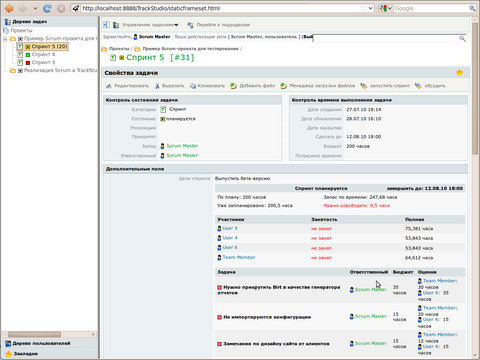 http://localhost:8888/TrackStudio/staticframeset.html
Google
Дерево задач
Проекты
Пример Scrum-проекта для т
Спринт 5 (20)
Спринт 4
Спринт 3
Реализация Scrum в TrackStu
Дерево пользователей
Закладки
Управление задачами
Перейти к подзадачам
Здравствуйте, Scrum Master . Ваши действующие роли [ Scrum Master, пользователь ]
Проекты / Пример Scrum-проекта для тестирования /
Спринт 5 [#31]
Свойства задачи
Редактировать Вырезать Копировать Добавить файл Менеджер загрузки файлов запустить спринт обсудить
Контроль состояния задачи
Категория Спринт
Состояние планируется
Резолюция
Приоритет
Автор Scrum Master
Ответственный Scrum Master
Контроль времени выполнения задачи
Дата создания 27.07.10 18:14
Дата обновления 28.07.10 16:10
Дата закрытия
Сделать до 12.08.10 18:00
Бюджет 200 часов
Потрачено времени
Дополнительные поля
Цели спринта Выпустить бета-версию
Спринт планируется завершить до: 12.08.10 18:00
По плану: 200 часов Запас по времени: 247,68 часа
Уже запланировано: 200,5 часа Нужно освободить: 0,5 часа
Участники Занятость Полная
User 5 не занят 75,381 часа
User 4 не занят 53,843 часа
User 6 не занят 53,843 часа
Team Member не занят 64,612 часа
Задача Ответственный Бюджет Оценки
Нужно прикрутить Birt в качестве генератора отчетов Scrum Master 35 часов Team Member: 30 часов User 4: 35 часов
Не импортируются конфигурации Scrum Master 15 часов Team Member: 20 часов User 4: 15 часов
Замечания по дизайну сайта от клиентов Scrum Master 15 часов Team Member: 12 часов User 4: 15